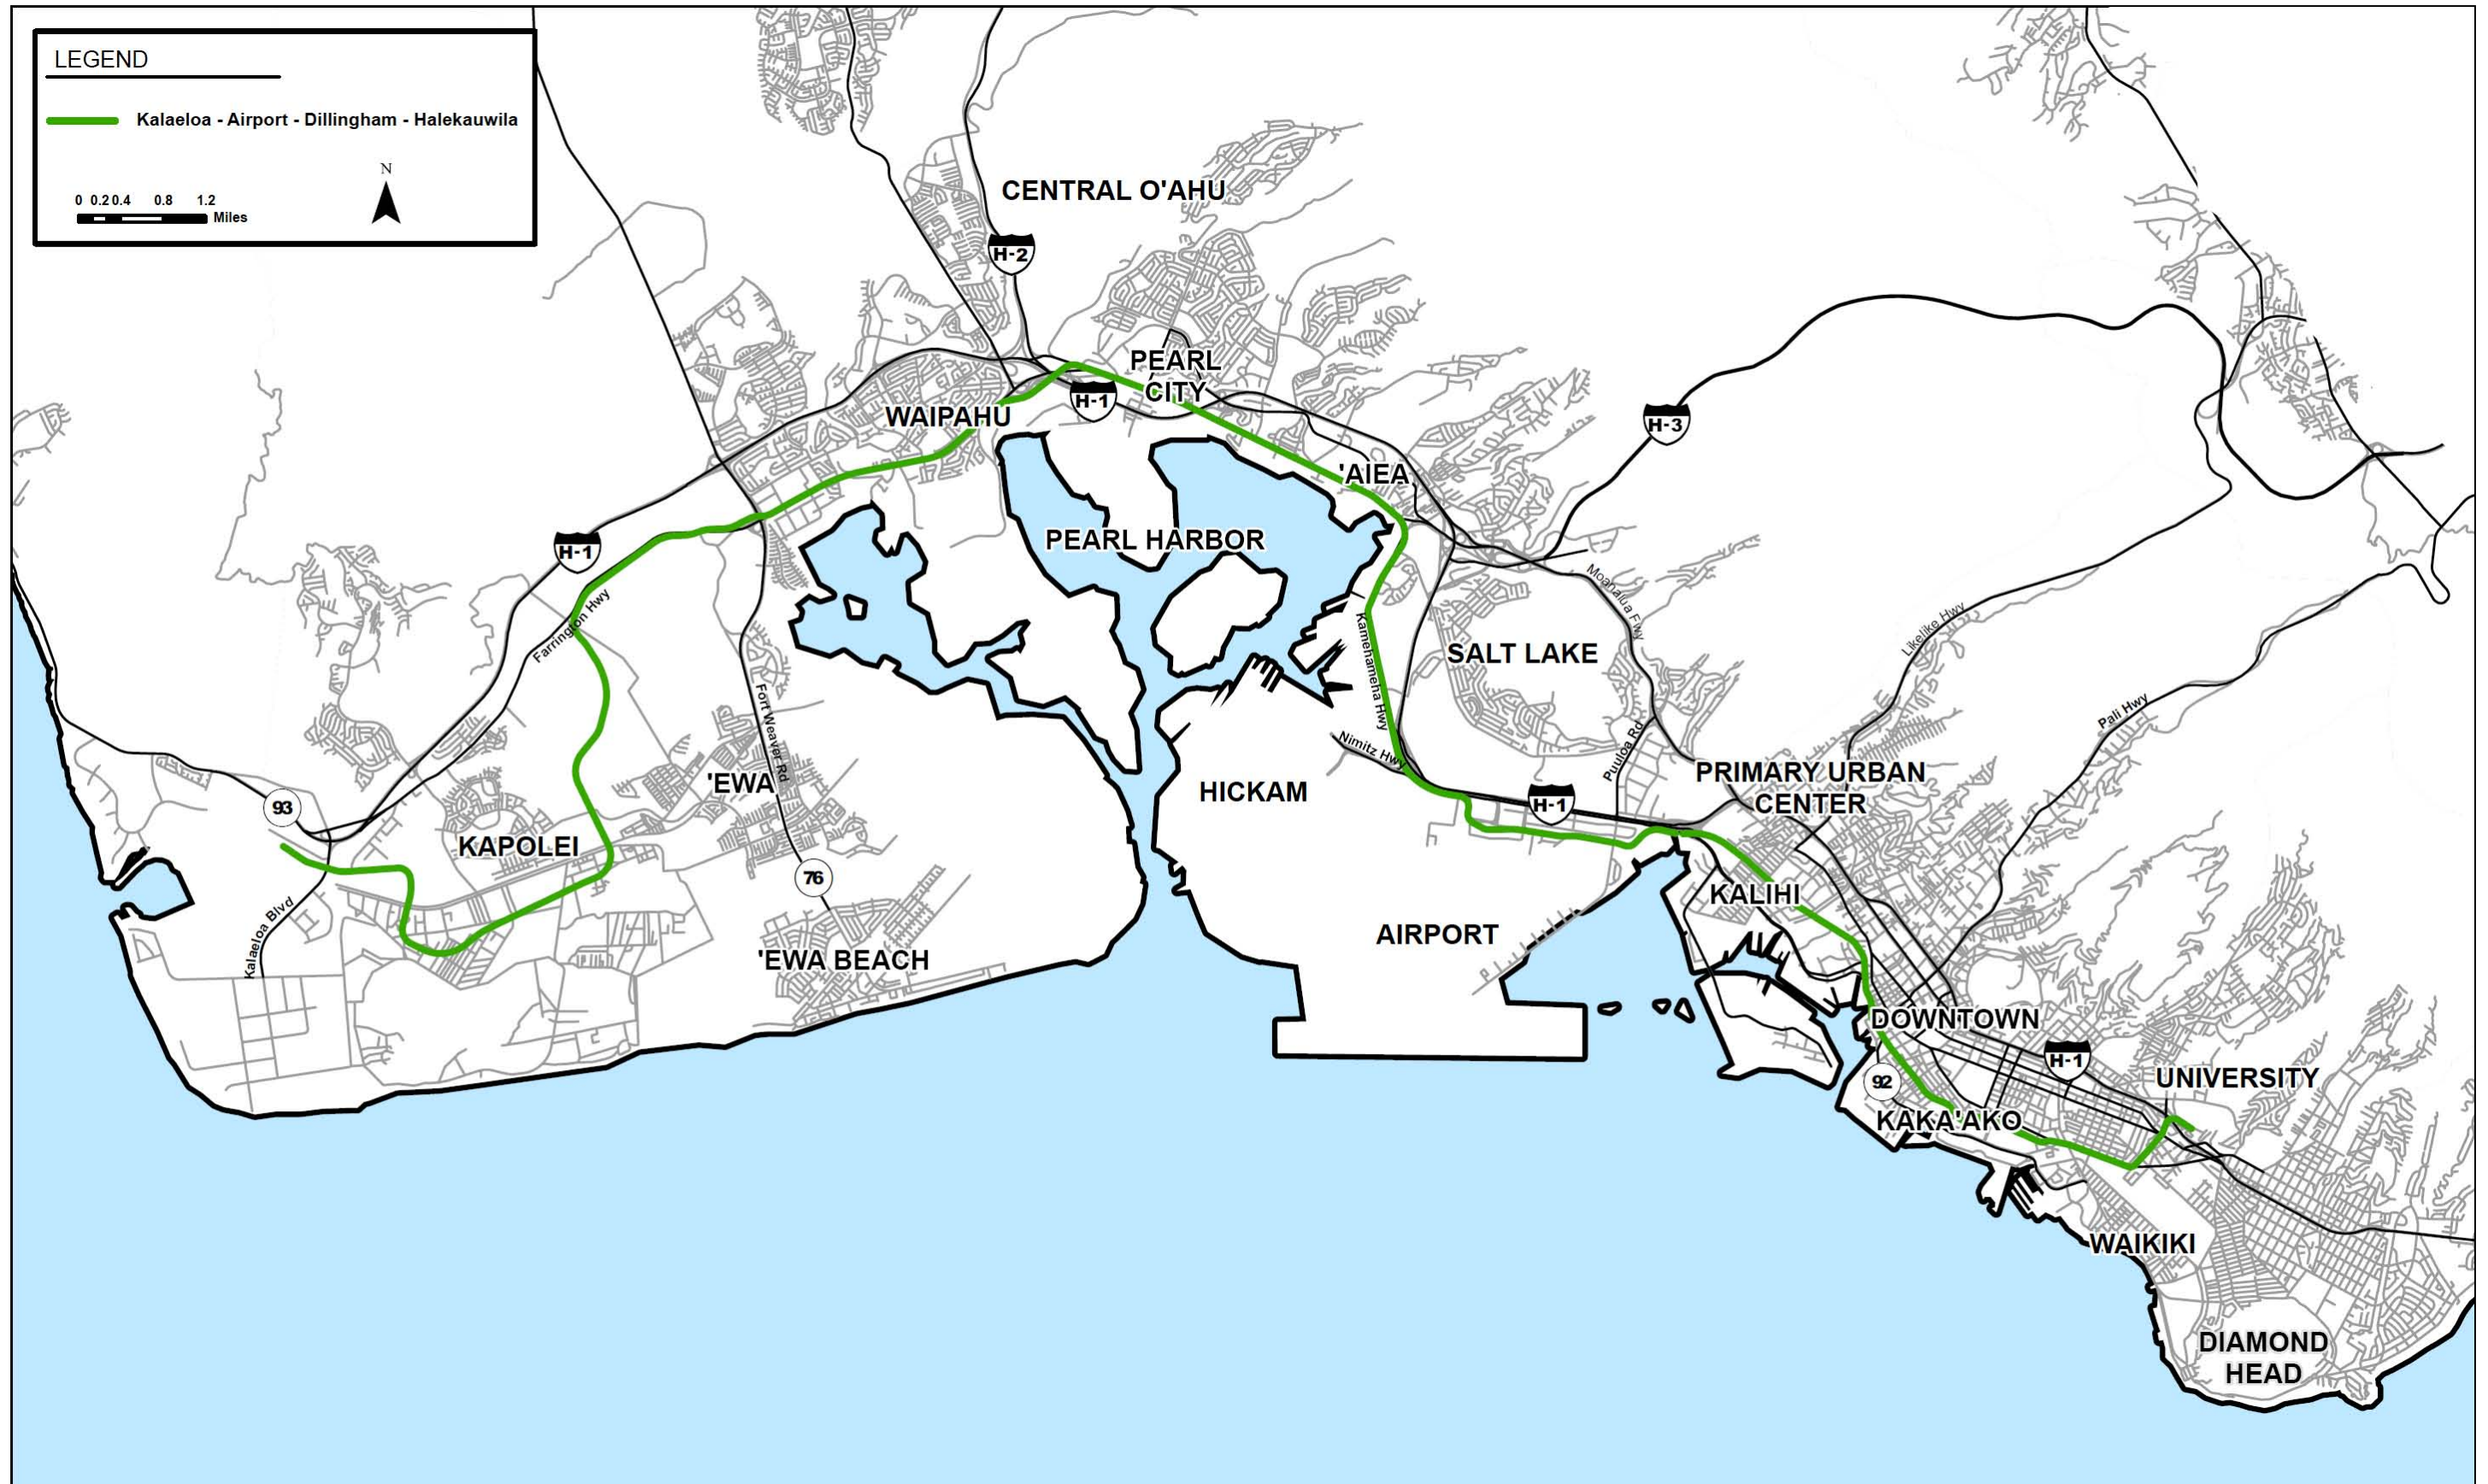 LEGEND
Kalaeloa - Airport - Dillingham - Halekauwila
N
0 0.2 0.4 0.8 1.2
Miles
CENTRAL O'AHU
H-2
PEARL
CITY
H-1
WAIPAHU
H-3
'AIEA
PEARL HARBOR
H-1
Moanalua Fwy
Farrington Hwy
Likelike Hwy
Kamehameha Hwy
SALT LAKE
Fort Weaver Rd
Pali Hwy
Nimitz Hwy
Puuloa Rd
'EWA
HICKAM
PRIMARY URBAN
CENTER
H-1
93
KAPOLEI
76
KALIHI
Kalaeloa Blvd
AIRPORT
'EWA BEACH
DOWNTOWN
H-1
92
UNIVERSITY
KAKA'AKO
WAIKIKI
DIAMOND
HEAD